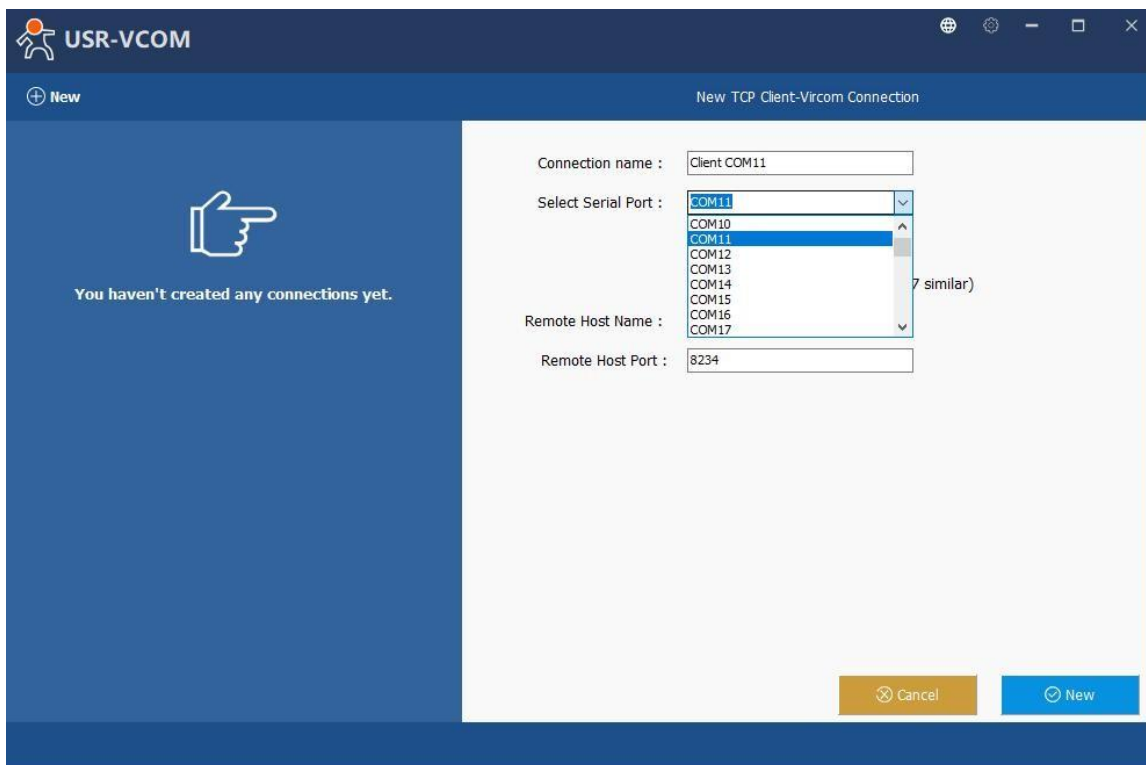 USR-VCOM
New
New TCP Client-Vircom Connection
You haven't created any connections yet.
Connection name :
Client COM11
Select Serial Port :
COM11
COM10
COM11
COM12
COM13
COM14
COM15
COM16
COM17
7 similar)
Remote Host Name :
Remote Host Port :
8234
Cancel
New